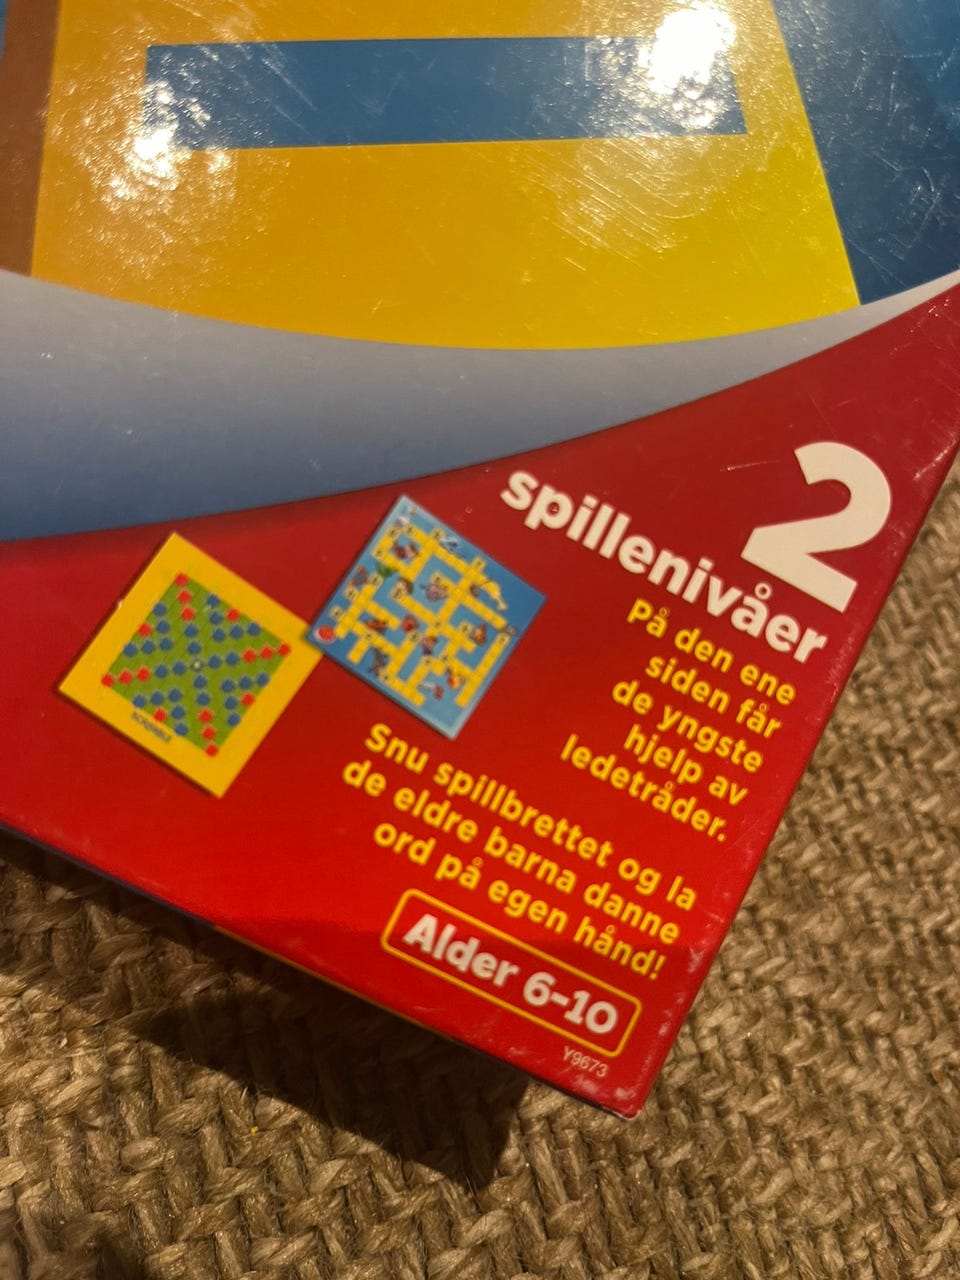 2
spillenivåer
På den ene
siden får
de yngste
hjelp av
ledetråder.
Snu spillbrettet og la
de eldre barna danne
ord på egen hånd!
Alder 6-10
Y9673
SCRABBLE